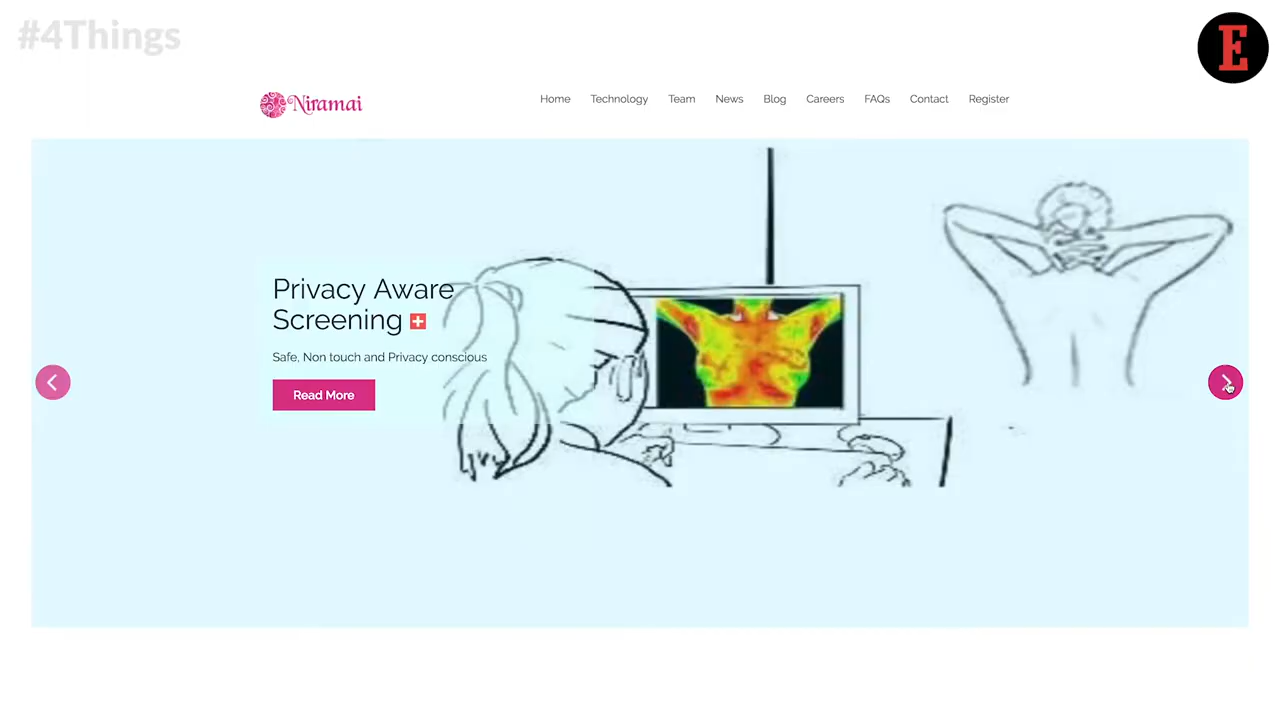 #4Things
E
Niramai
Home Technology Team News Blog Careers FAQs Contact Register
Privacy Aware
Screening
Safe, Non touch and Privacy conscious
Read More